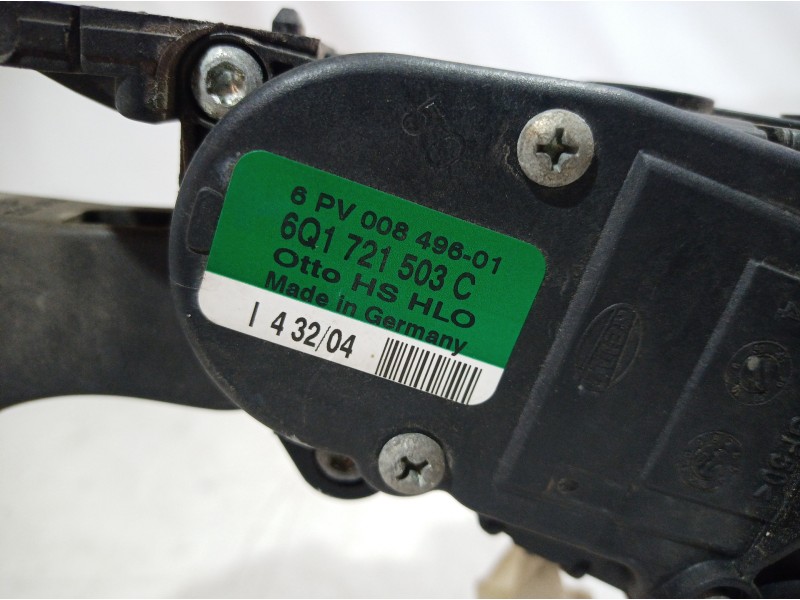 6 PV 008 496-01
6Q1 721 503 C
Otto HS HLO
Made in Germany
I 4 32/04